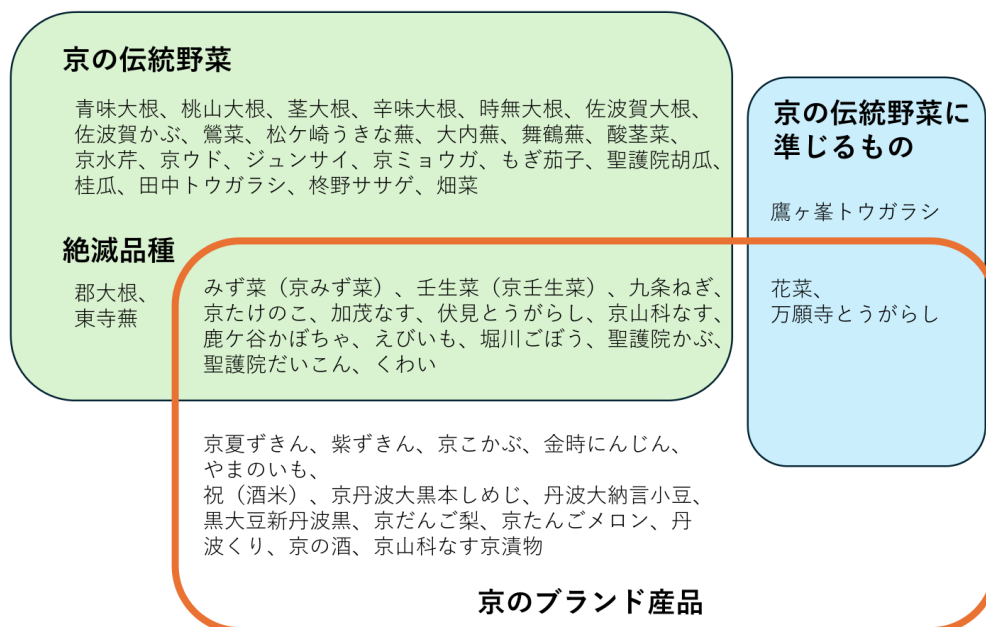 京の伝統野菜
青味大根、桃山大根、茎大根、辛味大根、時無大根、佐波賀大根、
佐波賀かぶ、鶯菜、松ケ崎うきな蕪、大内蕪、舞鶴蕪、酸茎菜、
京水芹、京ウド、ジュンサイ、京ミョウガ、もぎ茄子、聖護院胡瓜、
桂瓜、田中トウガラシ、柊野ササゲ、畑菜
京の伝統野菜に
準じるもの
鷹ヶ峯トウガラシ
絶滅品種
郡大根、
東寺蕪
みず菜（京みず菜）、壬生菜（京壬生菜）、九条ねぎ、
京たけのこ、加茂なす、伏見とうがらし、京山科なす、
鹿ケ谷かぼちゃ、えびいも、堀川ごぼう、聖護院かぶ、
聖護院だいこん、くわい
花菜、
万願寺とうがらし
京夏ずきん、紫ずきん、京こかぶ、金時にんじん、
やまのいも、
祝（酒米）、京丹波大黒本しめじ、丹波大納言小豆、
黒大豆新丹波黒、京だんご梨、京たんごメロン、丹
波くり、京の酒、京山科なす京漬物
京のブランド産品